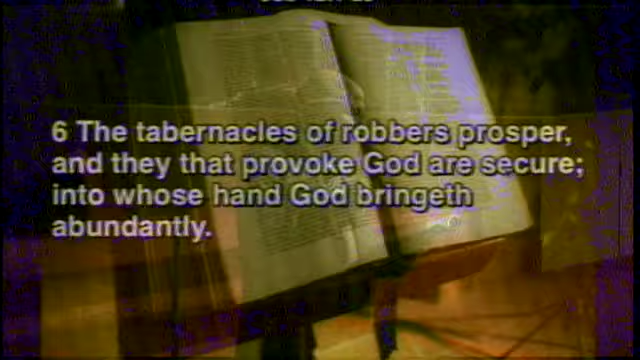 6 The tabernacles of robbers prosper,
and they that provoke God are secure;
into whose hand God bringeth
abundantly.